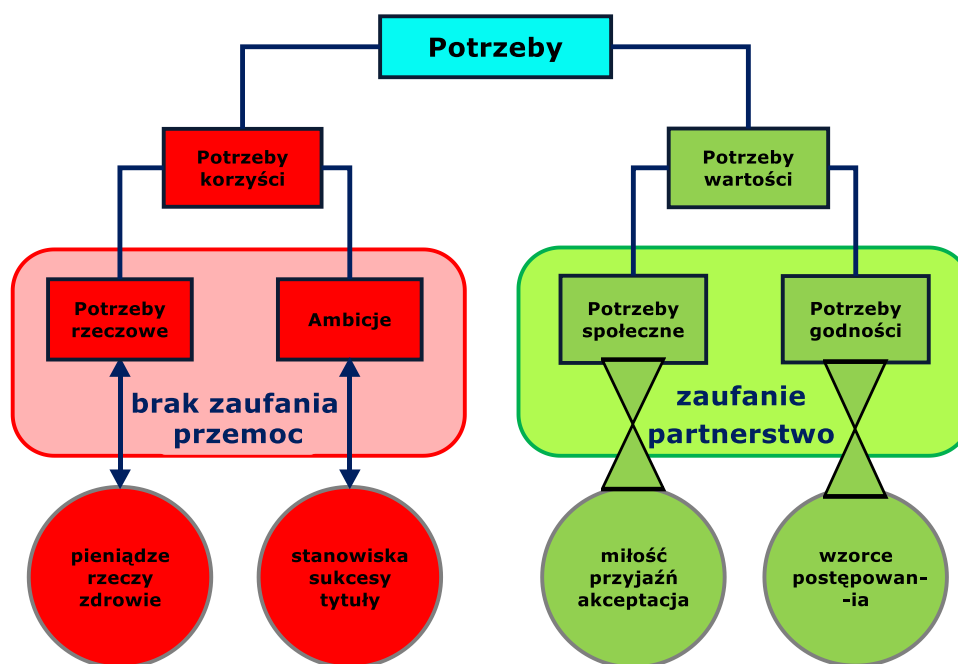 Potrzeby
Potrzeby
korzyści
Potrzeby
wartości
Potrzeby
rzeczowe
Ambicje
Potrzeby
społeczne
Potrzeby
godności
brak zaufania
przemoc
zaufanie
partnerstwo
pieniądze
rzeczy
zdrowie
stanowiska
sukcesy
tytuły
miłość
przyjaźń
akceptacja
wzorce
postępowan-
-ia